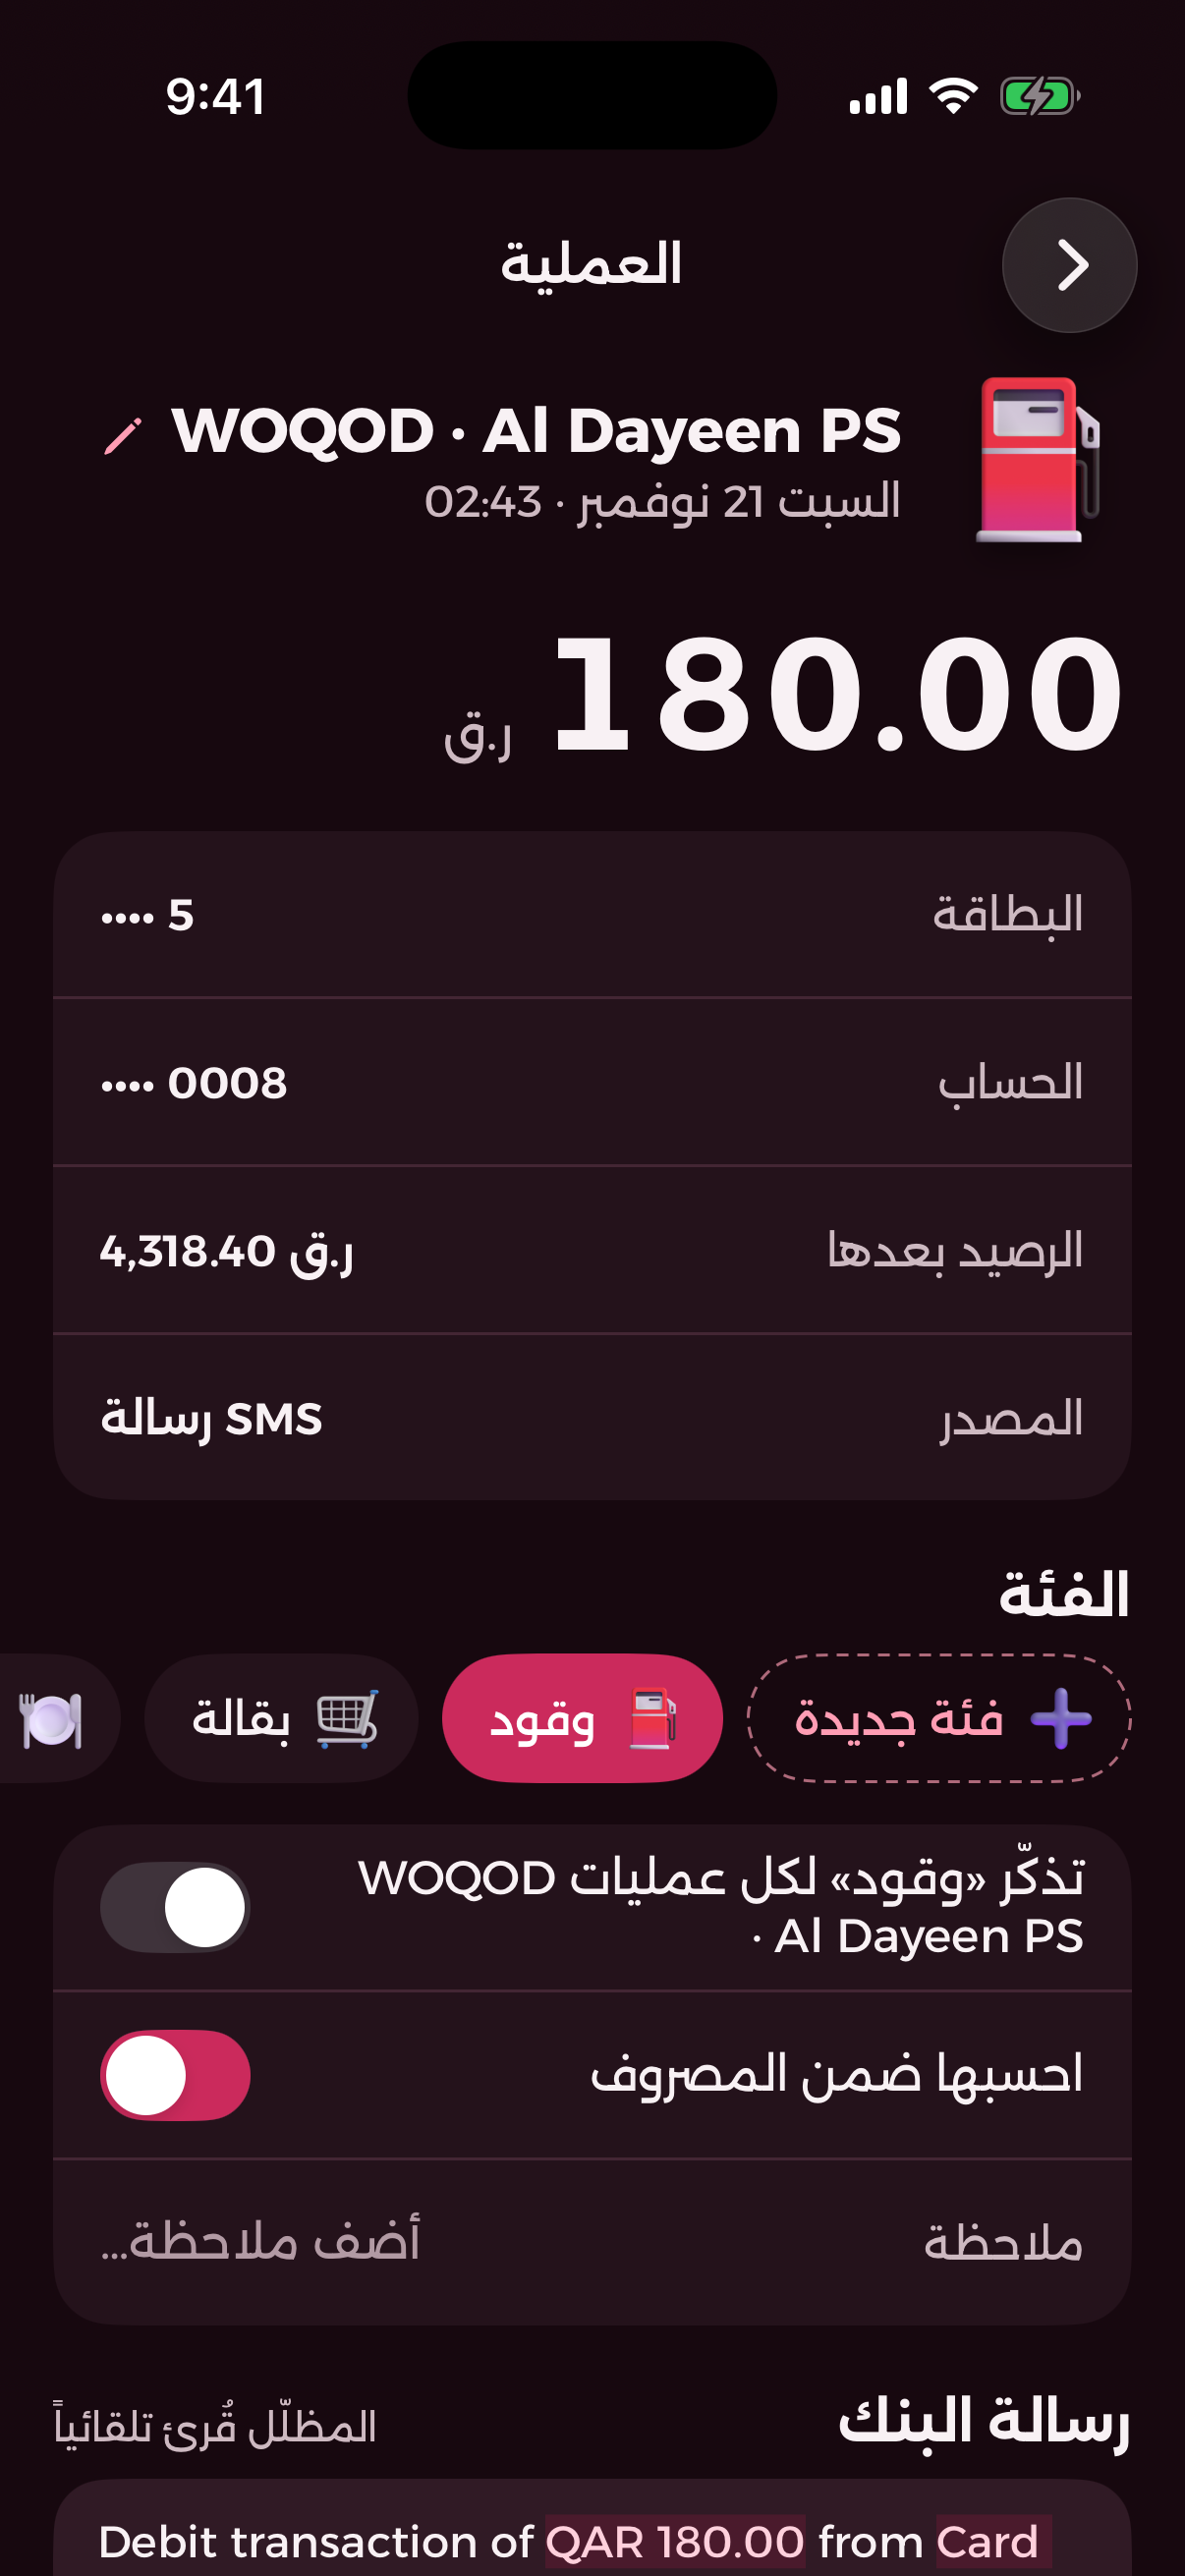 9:41
العملية
WOQOD · Al Dayeen PS
السبت 21 نوفمبر · 02:43
180.00 ر.ق
البطاقة
•••• 5
الحساب
•••• 0008
الرصيد بعدها
4,318.40 ر.ق
المصدر
رسالة SMS
الفئة
فئة جديدة
وقود
بقالة
تذكّر «وقود» لكل عمليات WOQOD
· Al Dayeen PS
احسبها ضمن المصروف
ملاحظة
أضف ملاحظة...
رسالة البنك
المظلّل قُرئ تلقائياً
Debit transaction of QAR 180.00 from Card